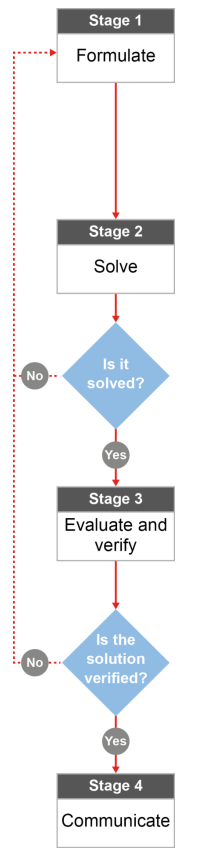 Stage 1
Formulate
Stage 2
Solve
Is it
solved?
No
Yes
Stage 3
Evaluate and
verify
Is the
solution
verified?
No
Yes
Stage 4
Communicate